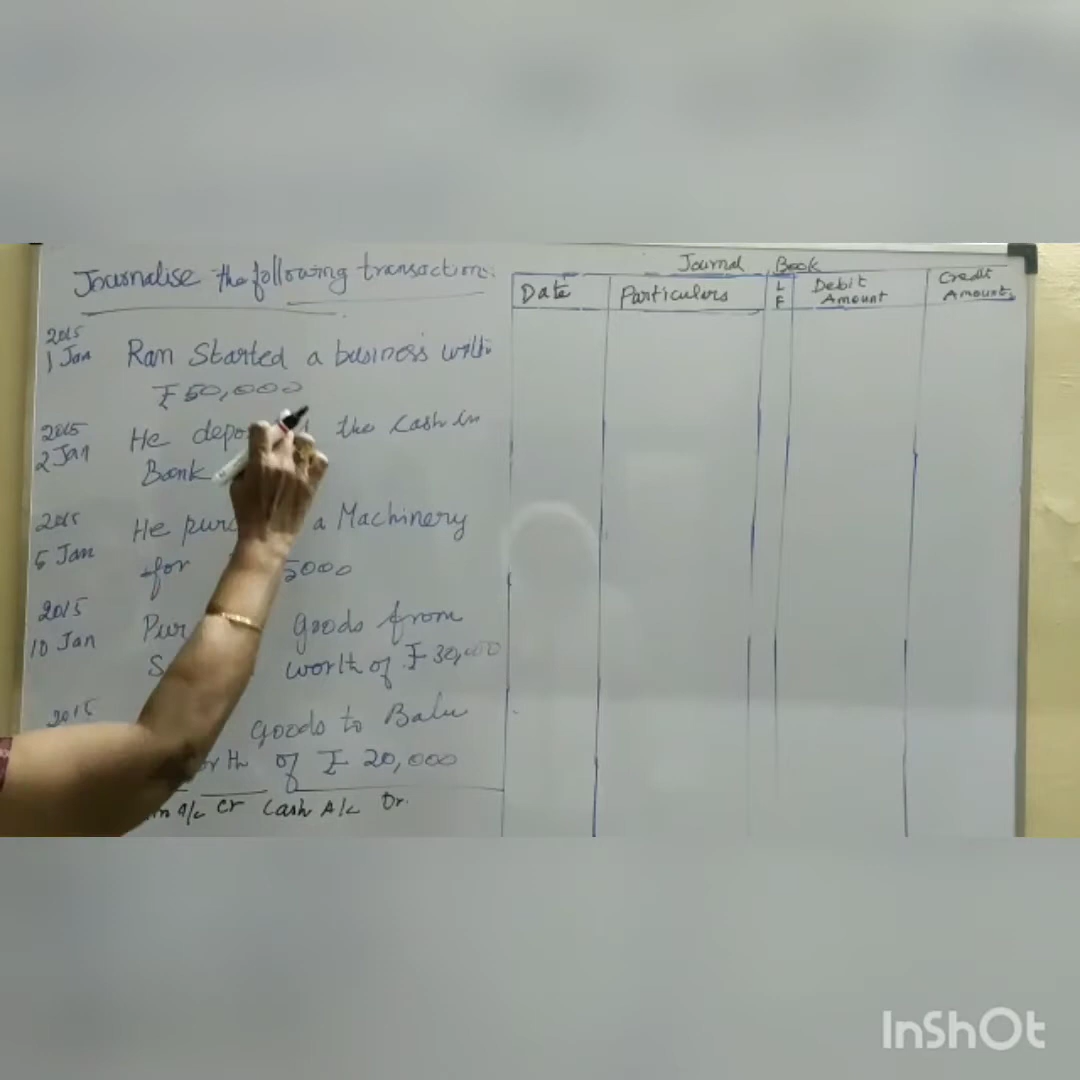 Journalise the following transactions.
2015
1 Jan Ram Started a business with
₹ 50,000
2015
2 Jan He the cash in
Bank
2015
5 Jan He a Machinery
for 5000
2015
10 Jan goods from
worth of ₹ 30,000
2015
goods to Balu
of ₹ 20,000
A/c Cr Cash A/c Dr.
Journal Book
Date Particulers L F Debit Amount Credit Amount
InShOt